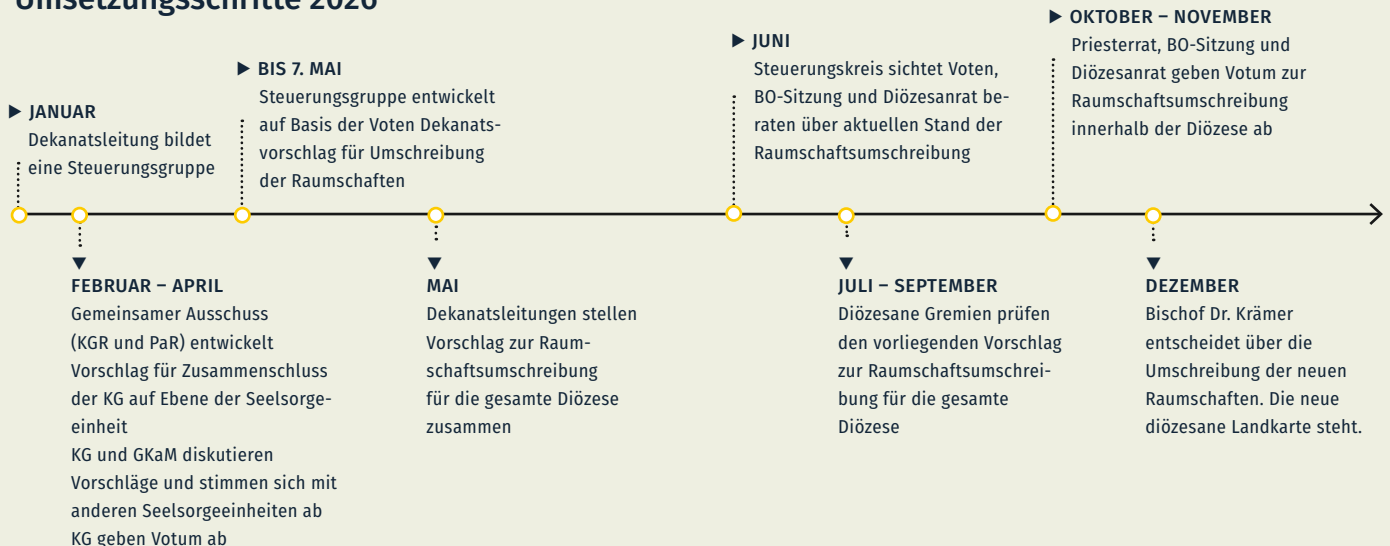 Umsetzungsschritte 2026
JANUAR
Dekanatsleitung bildet
eine Steuerungsgruppe
FEBRUAR – APRIL
Gemeinsamer Ausschuss
(KGR und PaR) entwickelt
Vorschlag für Zusammenschluss
der KG auf Ebene der Seelsorge-
einheit
KG und GKaM diskutieren
Vorschläge und stimmen sich mit
anderen Seelsorgeeinheiten ab
KG geben Votum ab
BIS 7. MAI
Steuerungsgruppe entwickelt
auf Basis der Voten Dekanats-
vorschlag für Umschreibung
der Raumschaften
MAI
Dekanatsleitungen stellen
Vorschlag zur Raum-
schaftsumschreibung
für die gesamte Diözese
zusammen
JUNI
Steuerungskreis sichtet Voten,
BO-Sitzung und Diözesanrat be-
raten über aktuellen Stand der
Raumschaftsumschreibung
JULI – SEPTEMBER
Diözesane Gremien prüfen
den vorliegenden Vorschlag
zur Raumschaftsumschrei-
bung für die gesamte
Diözese
OKTOBER – NOVEMBER
Priesterrat, BO-Sitzung und
Diözesanrat geben Votum zur
Raumschaftsumschreibung
innerhalb der Diözese ab
DEZEMBER
Bischof Dr. Krämer
entscheidet über die
Umschreibung der neuen
Raumschaften. Die neue
diözesane Landkarte steht.